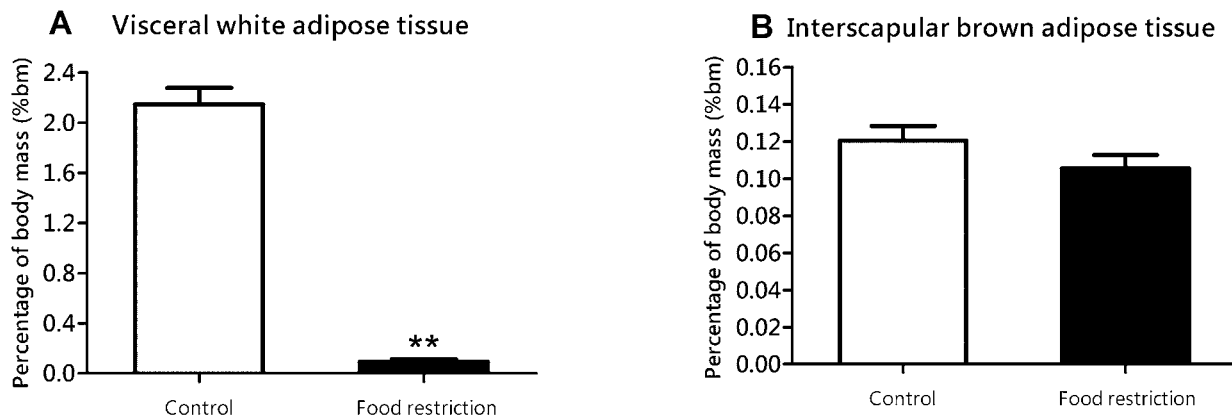 A Visceral white adipose tissue
Percentage of body mass (%bm)
2.4
2.0
1.6
1.2
0.8
0.4
0.0
**
Control
Food restriction
B Interscapular brown adipose tissue
Percentage of body mass (%bm)
0.16
0.14
0.12
0.10
0.08
0.06
0.04
0.02
0.00
Control
Food restriction